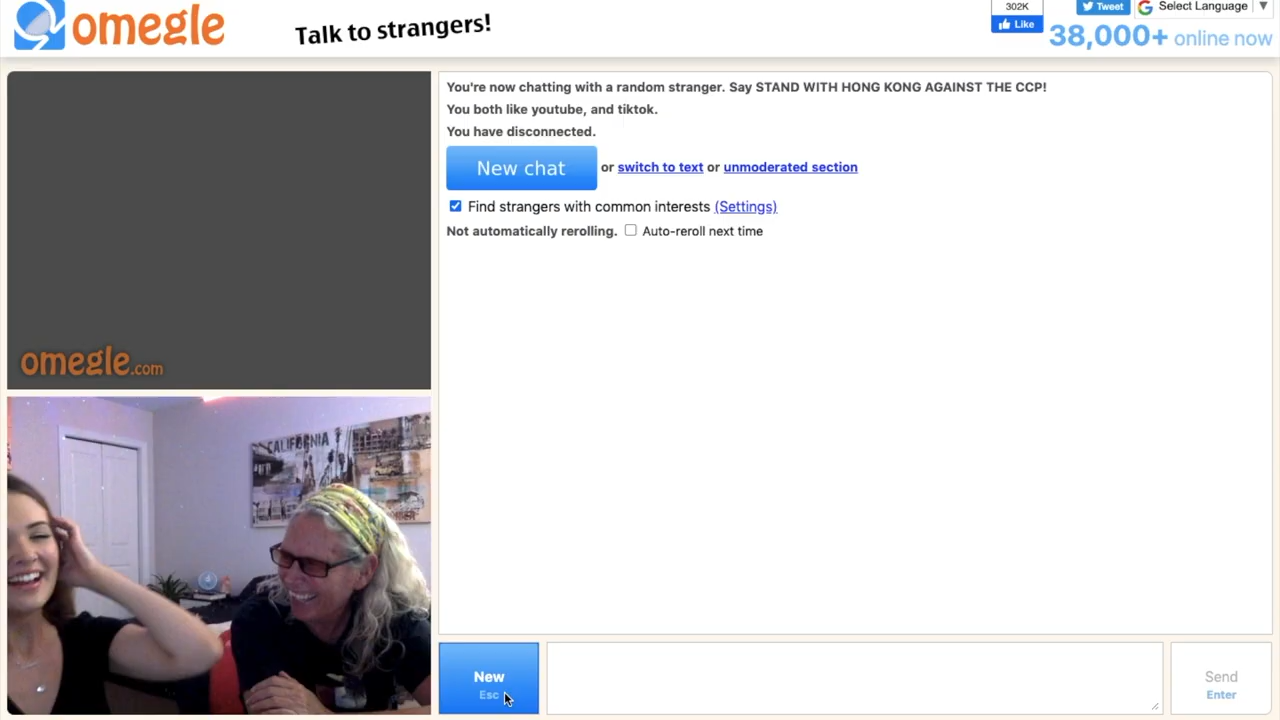 omegle
Talk to strangers!
302K
Like
Tweet
Select Language
38,000+ online now
You're now chatting with a random stranger. Say STAND WITH HONG KONG AGAINST THE CCP!
You both like youtube, and tiktok.
You have disconnected.
New chat or switch to text or unmoderated section
Find strangers with common interests (Settings)
Not automatically rerolling. Auto-reroll next time
omegle.com
CALIFORNIA
New
Esc
Send
Enter